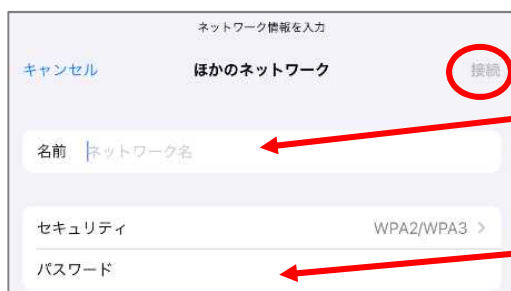 ネットワーク情報を入力
キャンセル ほかのネットワーク 接続
名前 ネットワーク名
セキュリティ WPA2/WPA3 >
パスワード